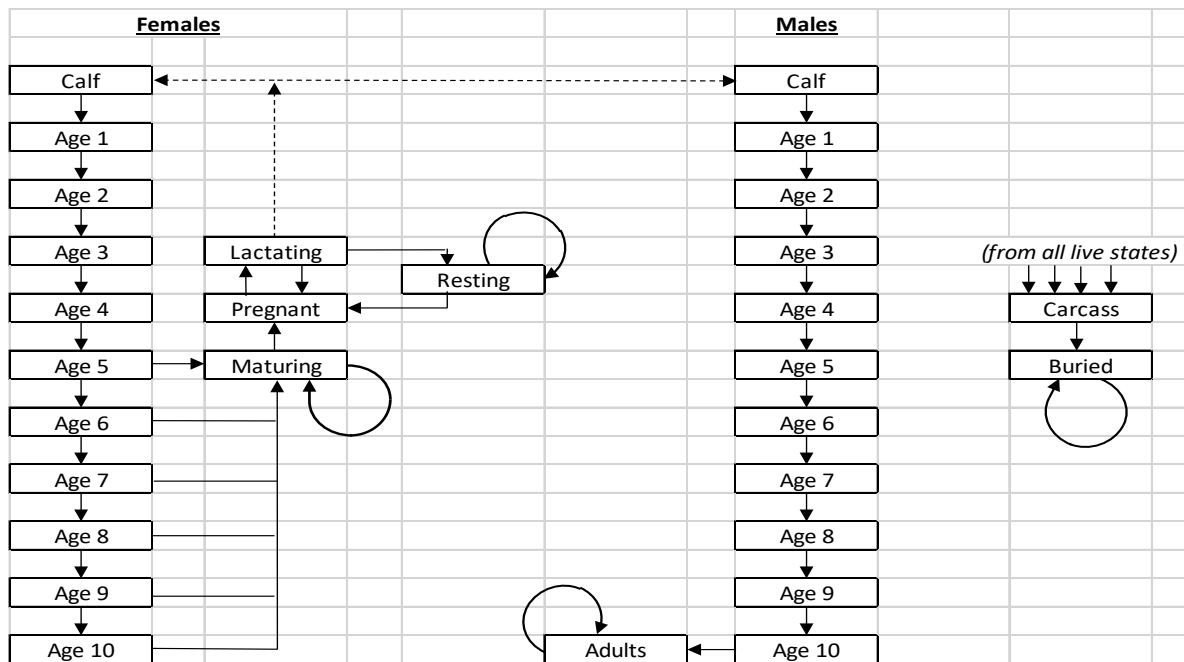 Females Males
Calf Calf
Age 1 Age 1
Age 2 Age 2
Age 3 Lactating Age 3 (from all live states)
Resting
Age 4 Pregnant Age 4 Carcass
Age 5 Maturing Age 5 Buried
Age 6 Age 6
Age 7 Age 7
Age 8 Age 8
Age 9 Age 9
Age 10 Adults Age 10